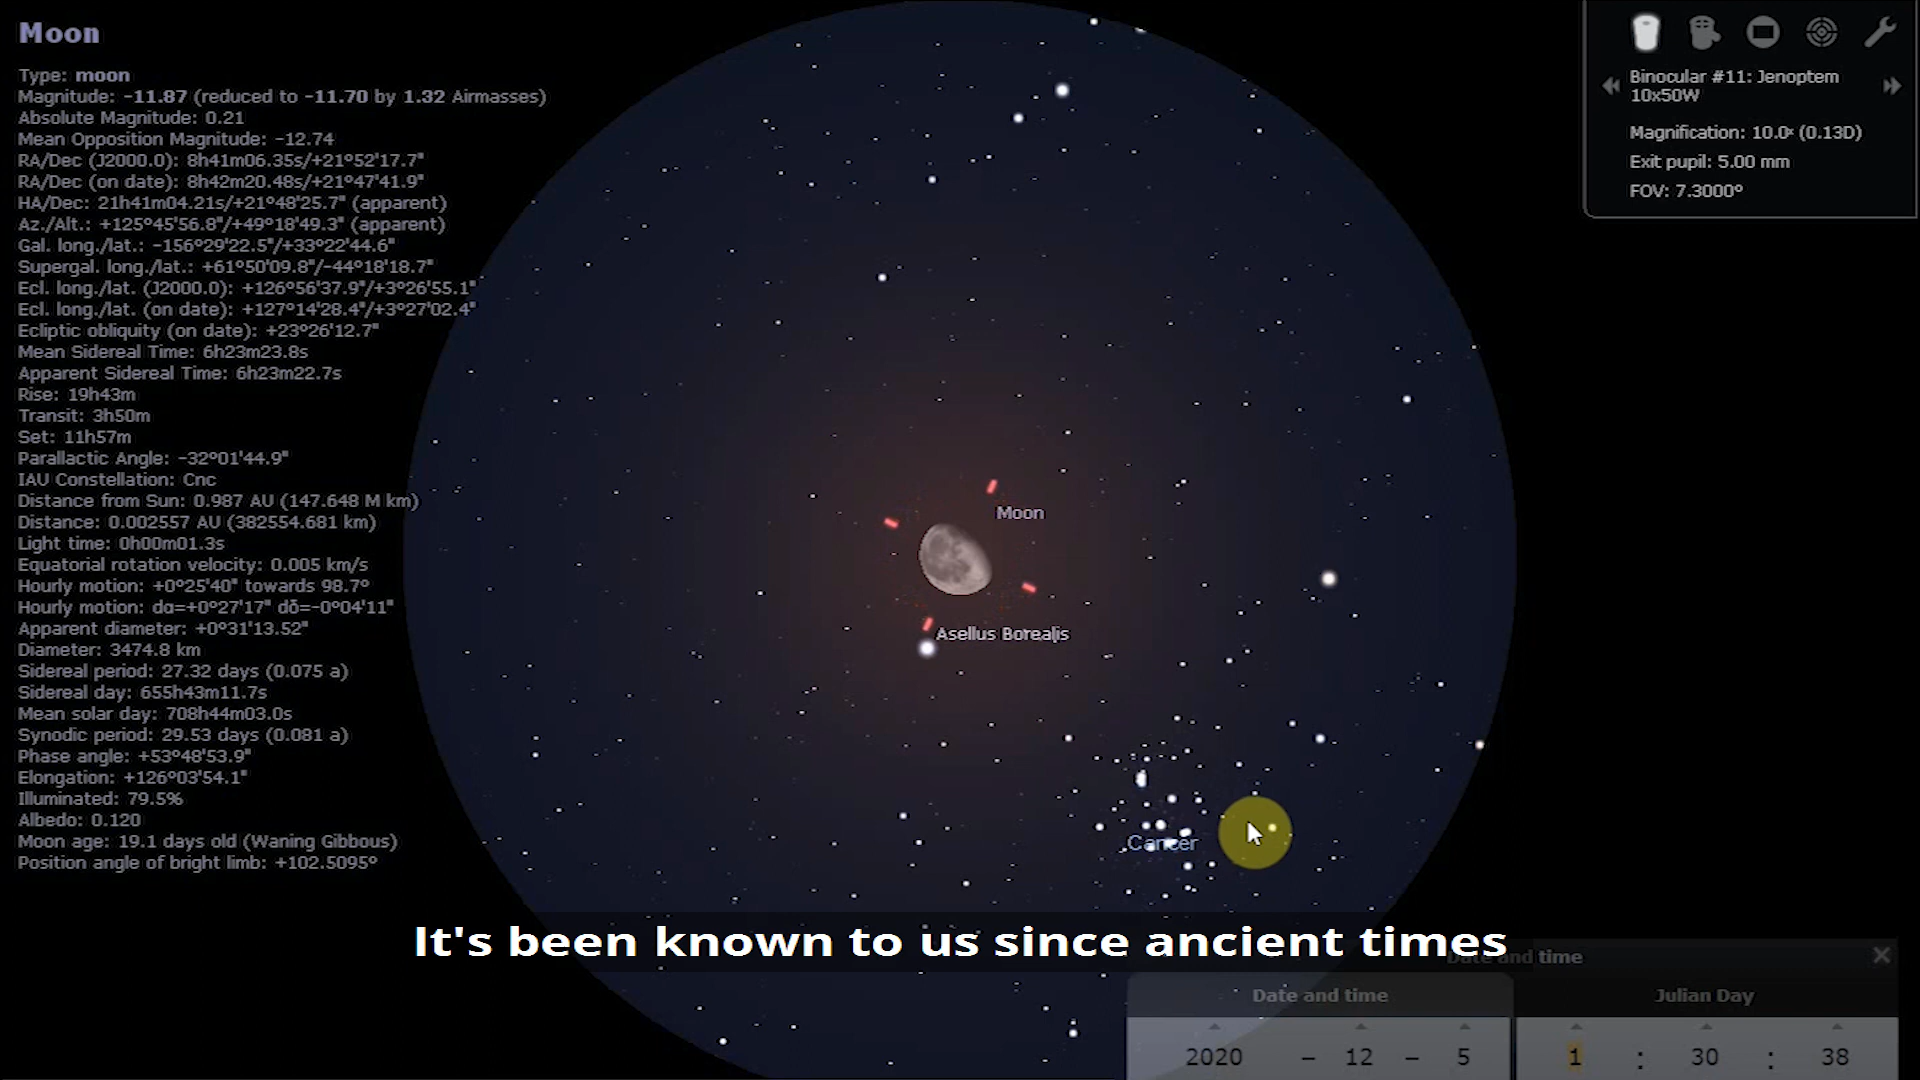 Moon
Type: moon
Magnitude: -11.87 (reduced to -11.70 by 1.32 Airmasses)
Absolute Magnitude: 0.21
Mean Opposition Magnitude: -12.74
RA/Dec (J2000.0): 8h41m06.35s/+21°52'17.7"
RA/Dec (on date): 8h42m20.48s/+21°47'41.9"
HA/Dec: 21h41m04.21s/+21°48'25.7" (apparent)
Az./Alt.: +125°45'56.8"/+49°18'49.3" (apparent)
Gal. long./lat.: -156°29'22.5"/+33°22'44.6"
Supergal. long./lat.: +61°50'09.8"/-44°18'18.7"
Ecl. long./lat. (J2000.0): +126°56'37.9"/+3°26'55.1"
Ecl. long./lat. (on date): +127°14'28.4"/+3°27'02.4"
Ecliptic obliquity (on date): +23°26'12.7"
Mean Sidereal Time: 6h23m23.8s
Apparent Sidereal Time: 6h23m22.7s
Rise: 19h43m
Transit: 3h50m
Set: 11h57m
Parallactic Angle: -32°01'44.9"
IAU Constellation: Cnc
Distance from Sun: 0.987 AU (147.648 M km)
Distance: 0.002557 AU (382554.681 km)
Light time: 0h00m01.3s
Equatorial rotation velocity: 0.005 km/s
Hourly motion: +0°25'40" towards 98.7°
Hourly motion: dα=+0°27'17" dδ=-0°04'11"
Apparent diameter: +0°31'13.52"
Diameter: 3474.8 km
Sidereal period: 27.32 days (0.075 a)
Sidereal day: 655h43m11.7s
Mean solar day: 708h44m03.0s
Synodic period: 29.53 days (0.081 a)
Phase angle: +53°48'53.9"
Elongation: +126°03'54.1"
Illuminated: 79.5%
Albedo: 0.120
Moon age: 19.1 days old (Waning Gibbous)
Position angle of bright limb: +102.5095°
Binocular #11: Jenoptem
10x50W
Magnification: 10.0x (0.13D)
Exit pupil: 5.00 mm
FOV: 7.3000°
Moon
Asellus Borealis
Cancer
It's been known to us since ancient times
Date and time
Date and time
Julian Day
2020 - 12 - 5
1 : 30 : 38